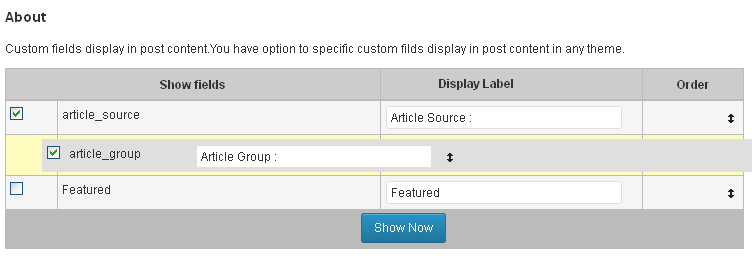 About
Custom fields display in post content.You have option to specific custom filds display in post content in any theme.
Show fields Display Label Order
article_source Article Source :
article_group Article Group :
Featured Featured
Show Now